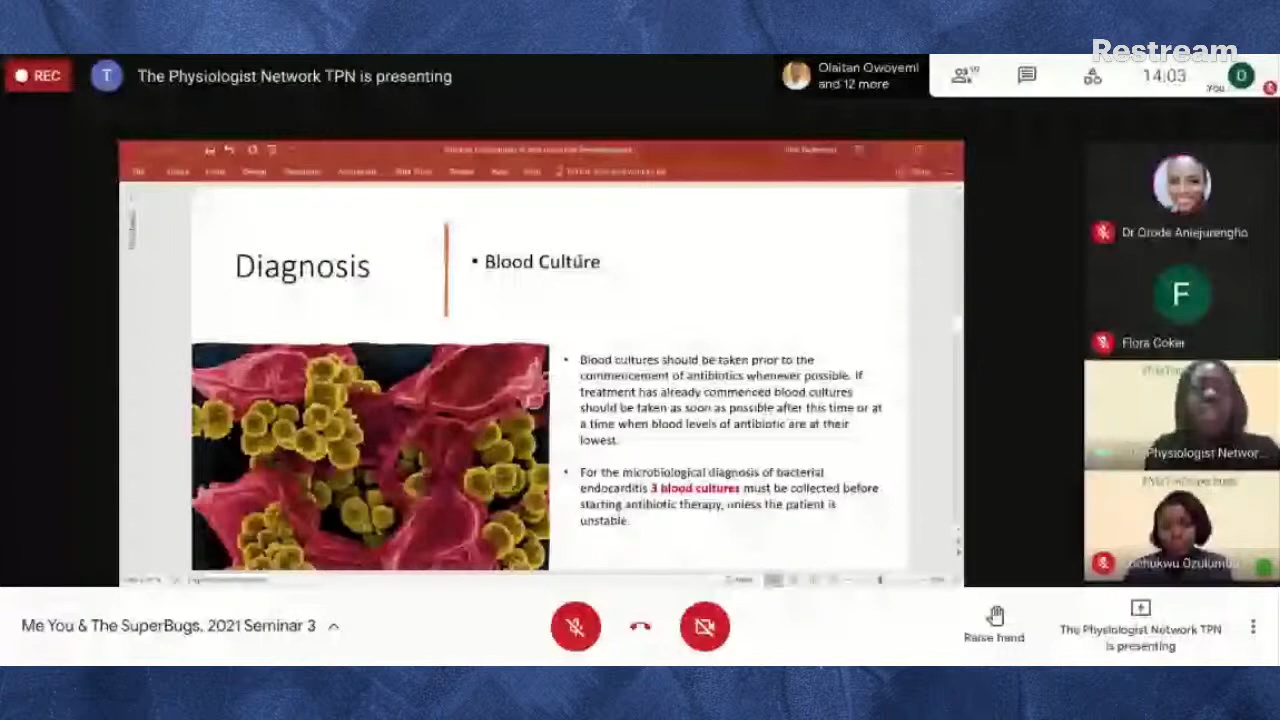 Restream
REC
T
The Physiologist Network TPN is presenting
Olaitan Owoyemi
and 12 more
14:03
You
D
Diagnosis
• Blood Culture
• Blood cultures should be taken prior to the
commencement of antibiotics whenever possible. If
treatment has already commenced blood cultures
should be taken as soon as possible after this time or at
a time when blood levels of antibiotic are at their
lowest.
• For the microbiological diagnosis of bacterial
endocarditis 3 blood cultures must be collected before
starting antibiotic therapy, unless the patient is
unstable.
Dr Orode Aniejurengho
F
Flora Coker
Physiologist Networ...
Me You & The SuperBugs, 2021 Seminar 3
Raise hand
The Physiologist Network TPN
is presenting